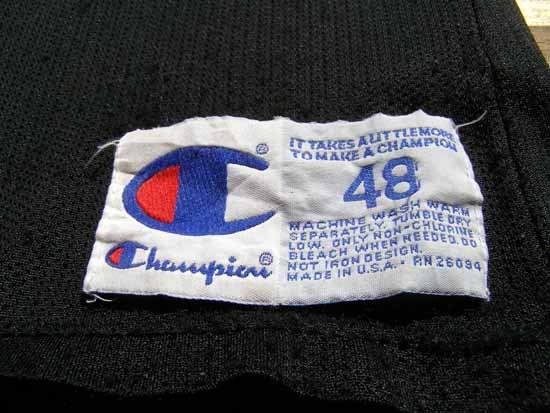 C®
Champion®
IT TAKES A LITTLE MORE
TO MAKE A CHAMPION
48
MACHINE WASH WARM
SEPARATELY, TUMBLE DRY
LOW. ONLY NON-CHLORINE
BLEACH WHEN NEEDED. DO
NOT IRON DESIGN.
MADE IN U.S.A. • RN 26094